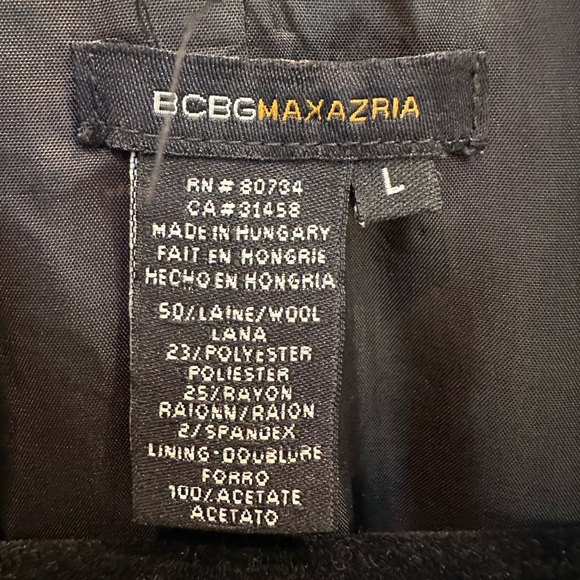 BCBGMAXAZRIA
L
RN# 80734
CA#31458
MADE IN HUNGARY
FAIT EN HONGRIE
HECHO EN HONGRIA
50%LAINE/WOOL
LANA
23%POLYESTER
POLIESTER
25%RAYON
RAIONN/RAION
2%SPANDEX
LINING-DOUBLURE
FORRO
100%ACETATE
ACETATO